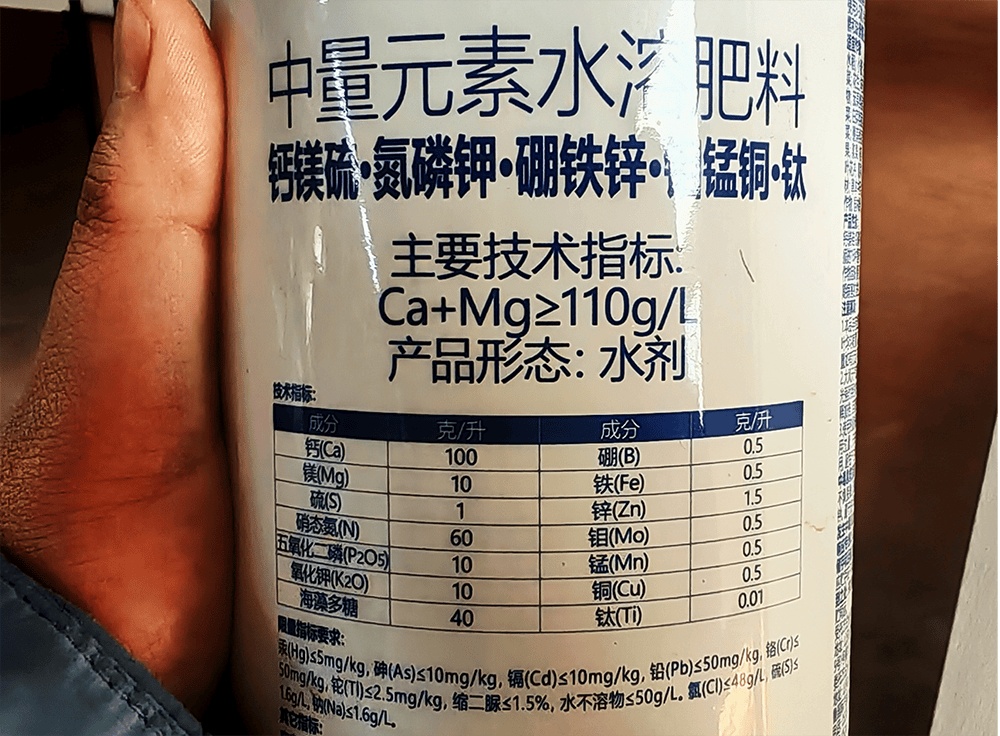 中量元素水溶肥料
钙镁硫·氮磷钾·硼铁锌·锰铜·钛
主要技术指标:
Ca+Mg≥110g/L
产品形态: 水剂
技术指标:
成分 克/升 成分 克/升
钙(Ca) 100 硼(B) 0.5
镁(Mg) 10 铁(Fe) 0.5
硫(S) 1 锌(Zn) 1.5
硝态氮(N) 60 钼(Mo) 0.5
五氧化二磷(P2O5) 10 锰(Mn) 0.5
氧化钾(K2O) 10 铜(Cu) 0.5
海藻多糖 40 钛(Ti) 0.01
限量指标要求:
汞(Hg)≤5mg/kg, 砷(As)≤10mg/kg, 镉(Cd)≤10mg/kg, 铅(Pb)≤50mg/kg, 铬(Cr)≤
50mg/kg, 铊(Tl)≤2.5mg/kg, 缩二脲≤1.5%, 水不溶物≤50g/L。氯(Cl)≤48g/L, 硫(S)≤
1.6g/L, 钠(Na)≤1.6g/L。
其它指标: